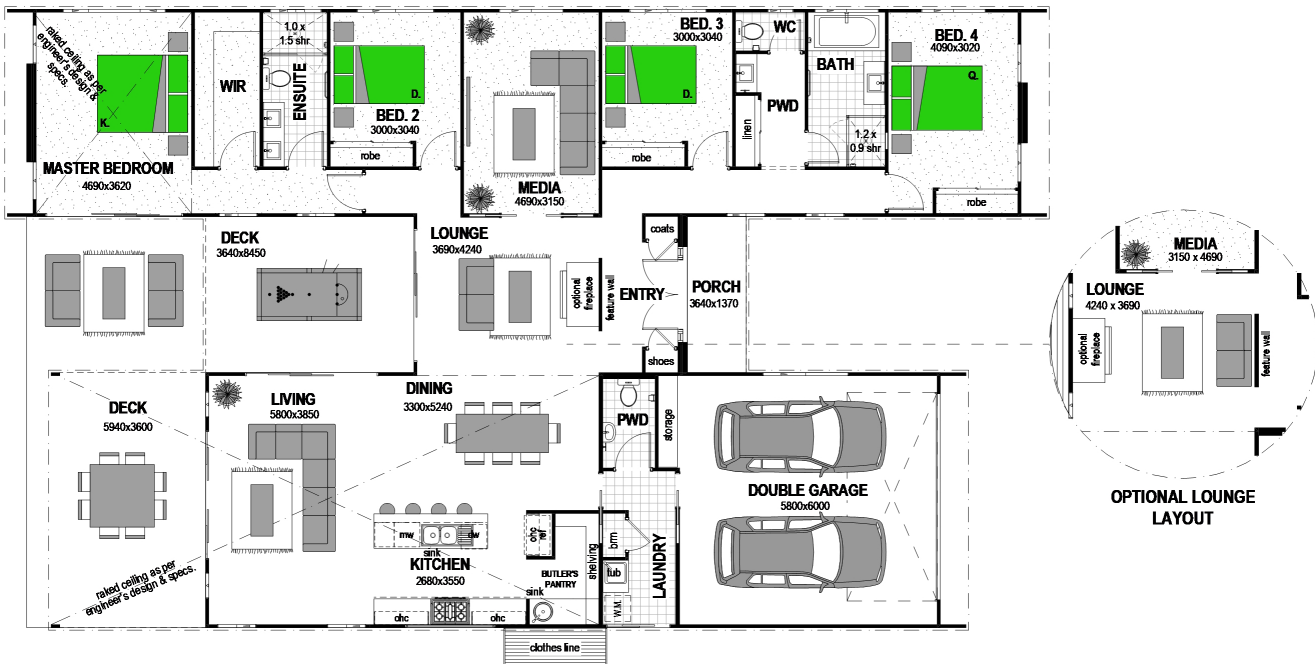 raked ceiling as per
engineer's design &
specs.
K.
MASTER BEDROOM
4690x3620
WIR
1.0 x
1.5 shr
ENSUITE
D.
BED. 2
3000x3040
robe
MEDIA
4690x3150
BED. 3
3000x3040
D.
robe
WC
PWD
linen
BATH
1.2 x
0.9 shr
BED. 4
4090x3020
Q.
robe
DECK
3640x8450
LOUNGE
3690x4240
optional
fireplace
feature wall
coats
ENTRY
shoes
PORCH
3640x1370
MEDIA
3150 x 4690
LOUNGE
4240 x 3690
optional
fireplace
feature wall
OPTIONAL LOUNGE
LAYOUT
DECK
5940x3600
raked ceiling as per
engineer's design & specs.
LIVING
5800x3850
DINING
3300x5240
mw
sink
dw
KITCHEN
2680x3550
ohc
ohc
ohc
ref
BUTLER'S
PANTRY
sink
shelving
PWD
storage
brm
tub
W.M.
LAUNDRY
DOUBLE GARAGE
5800x6000
clothes line